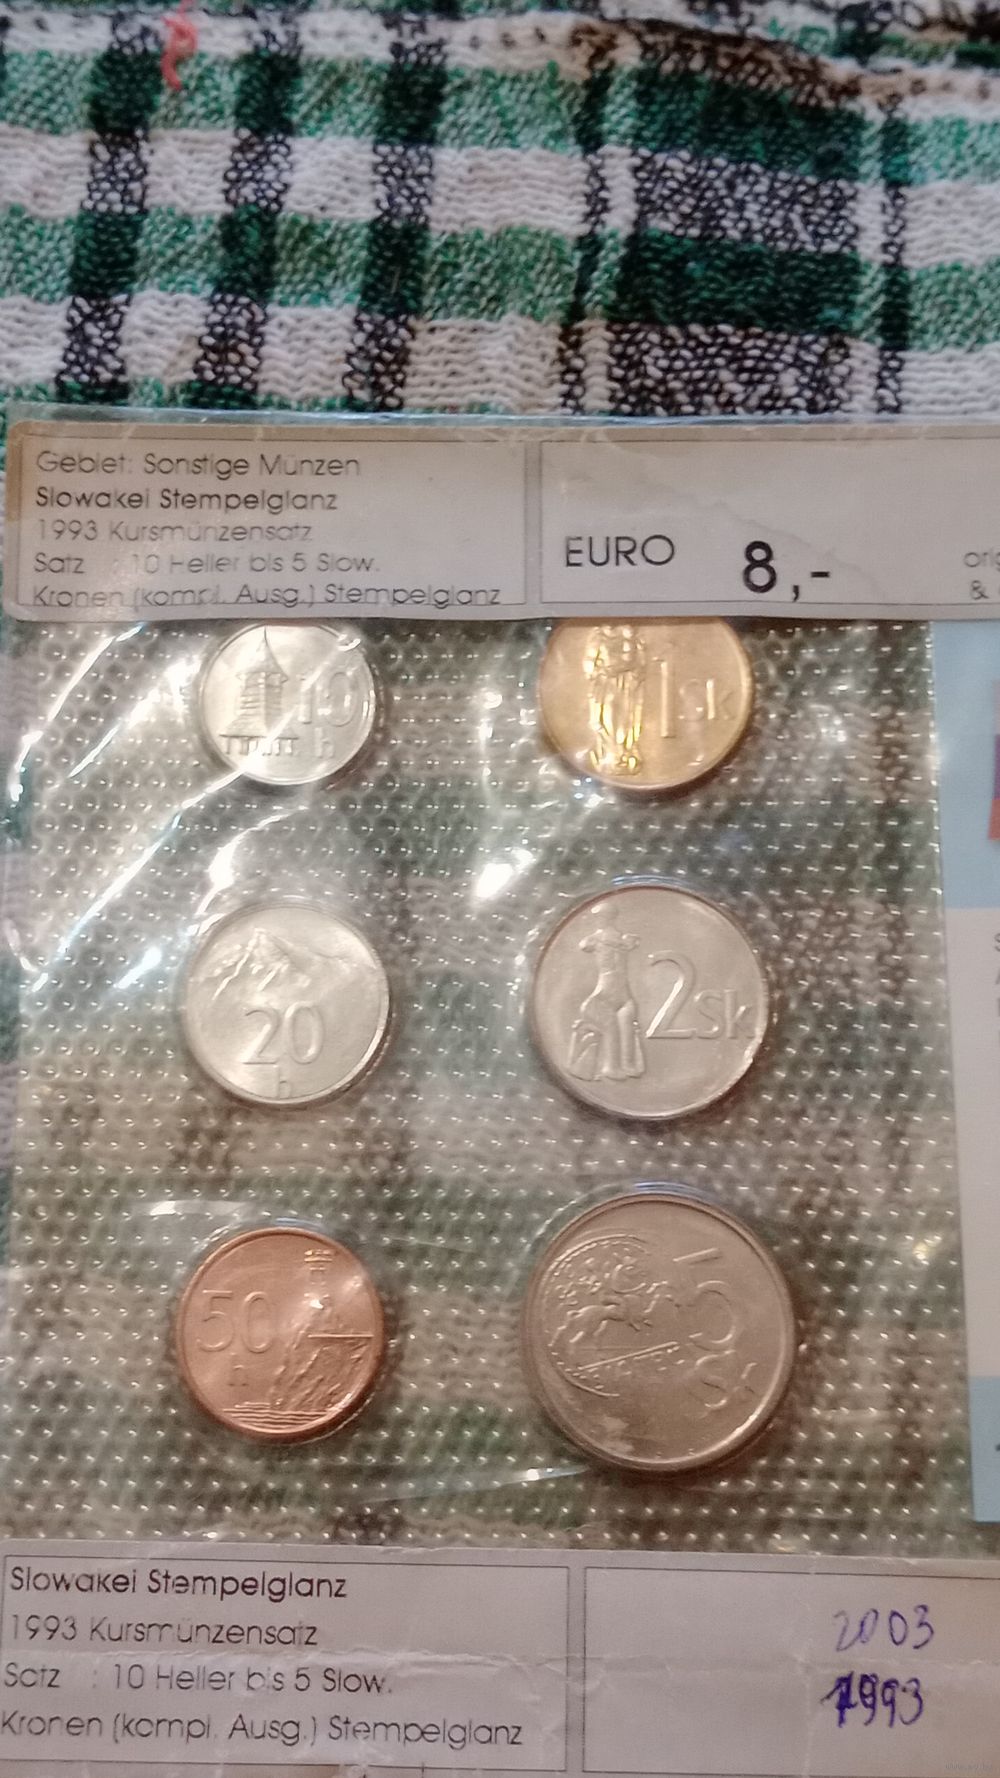 Gebiet: Sonstige Münzen
Slowakei Stempelglanz
1993 Kursmünzensatz
Satz : 10 Heller bis 5 Slow.
Kronen (kompl. Ausg.) Stempelglanz
EURO 8,-
&
10
h
1 Sk
20
h
2 Sk
50
h
5
Sk
Slowakei Stempelglanz
1993 Kursmünzensatz
Satz : 10 Heller bis 5 Slow.
Kronen (kompl. Ausg.) Stempelglanz
2003
1993